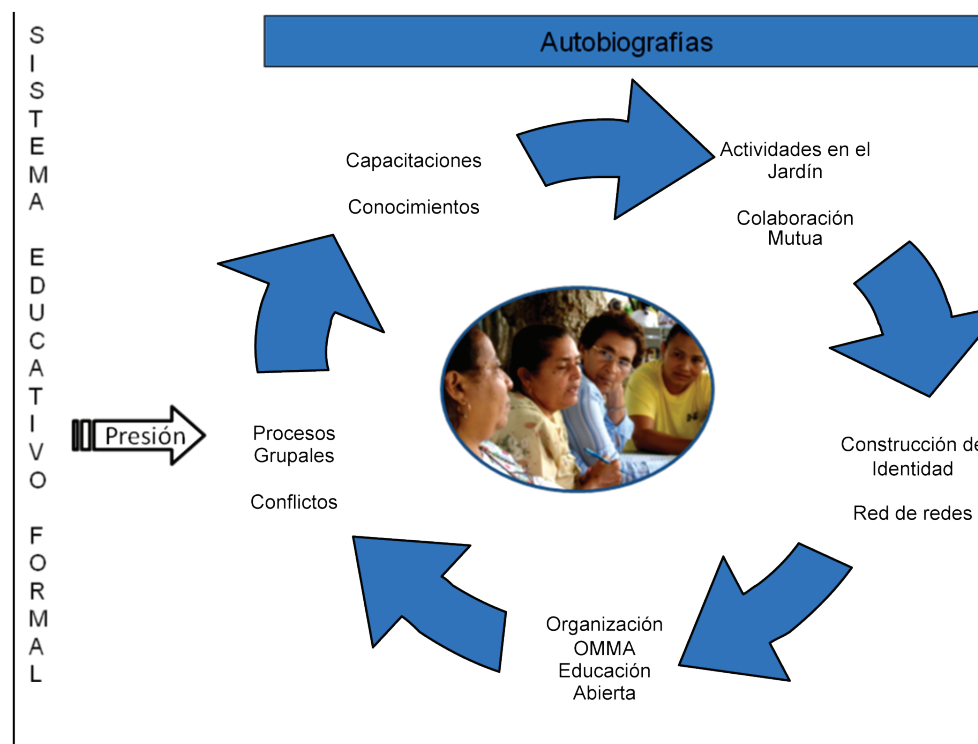 SISTEMA EDUCATIVO FORMAL
Autobiografías
Capacitaciones
Conocimientos
Actividades en el
Jardín
Colaboración
Mutua
Presión
Procesos
Grupales
Conflictos
Construcción de
Identidad
Red de redes
Organización
OMMA
Educación
Abierta